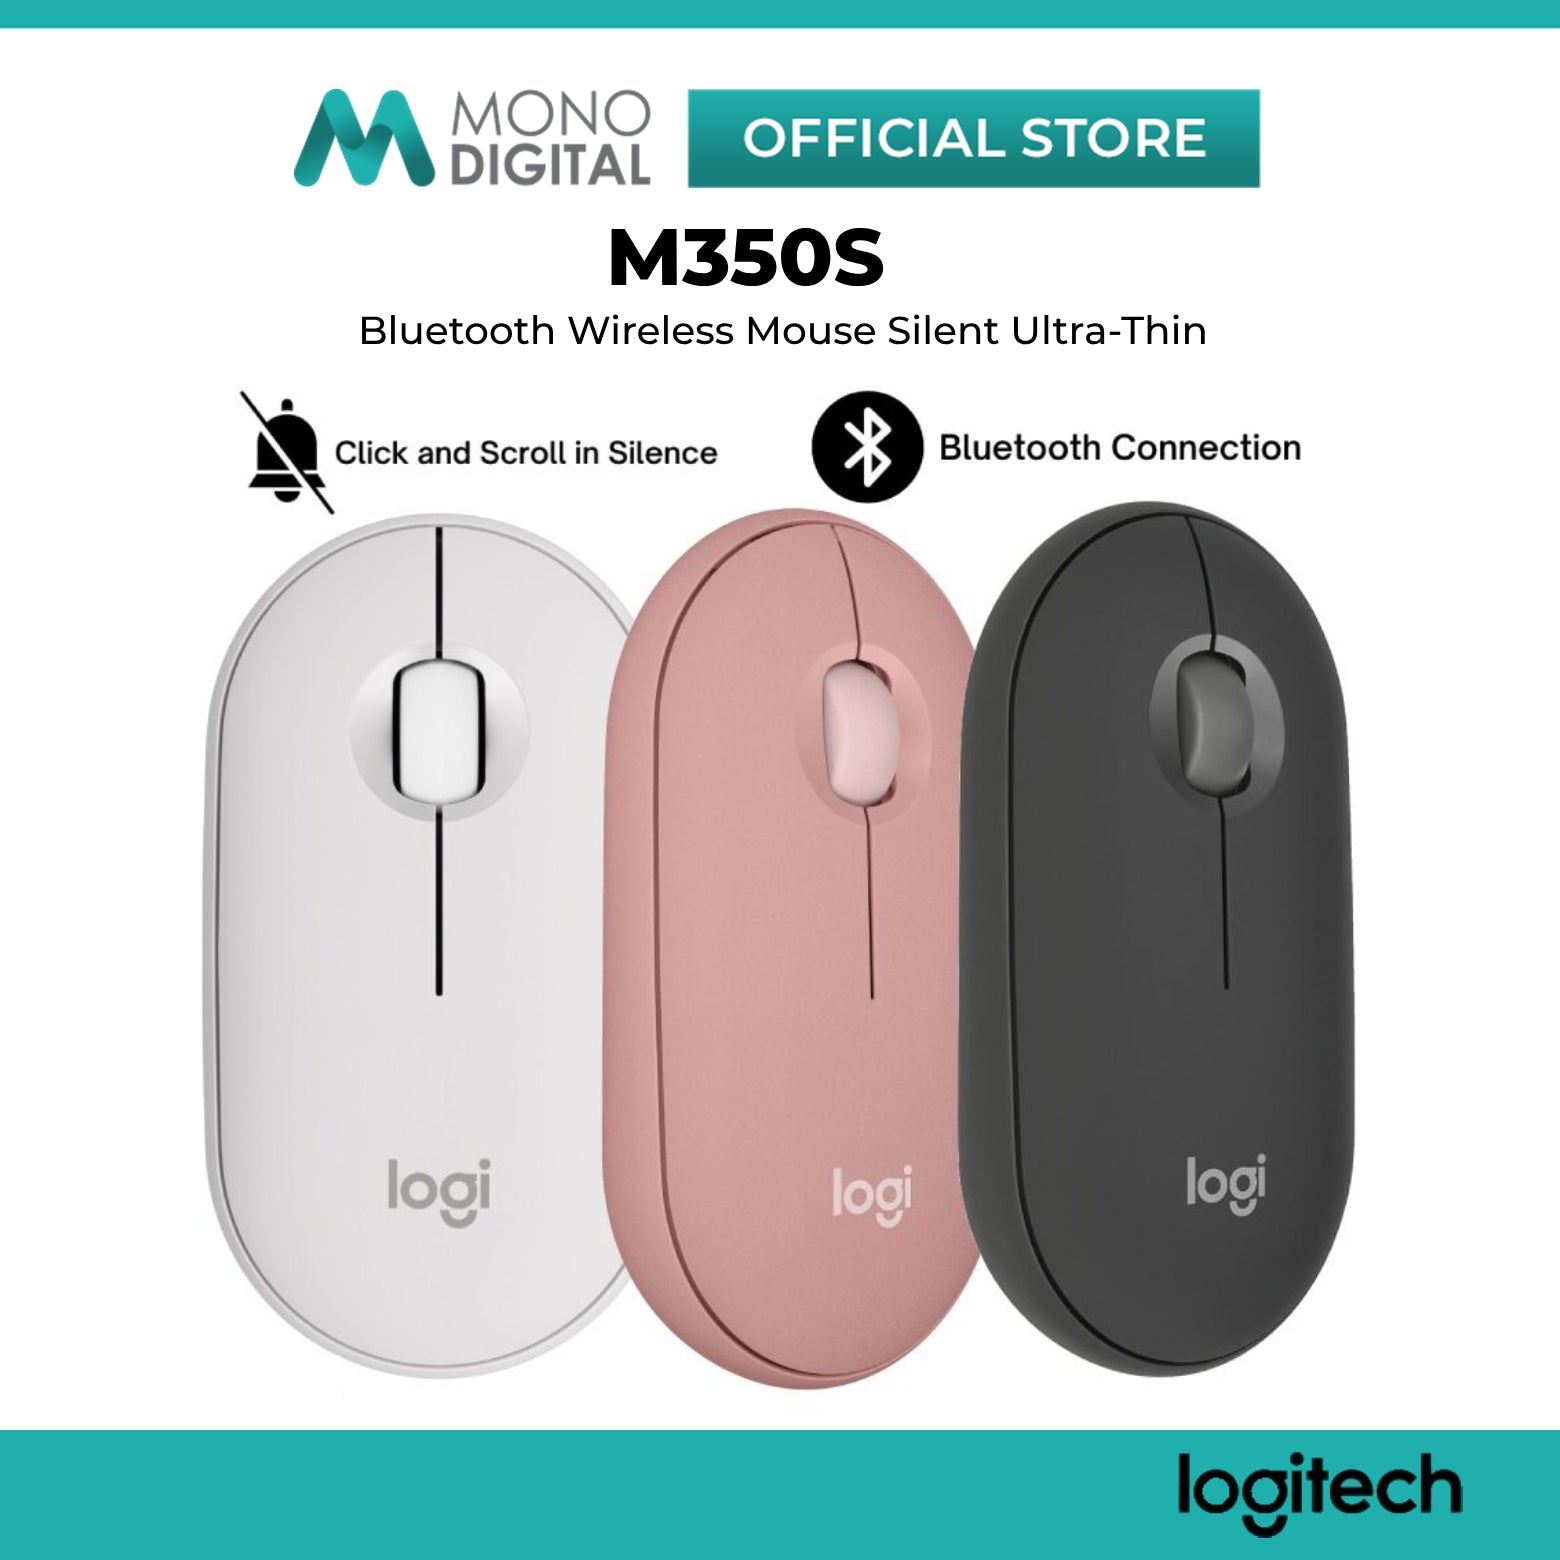 MONO
DIGITAL
OFFICIAL STORE
M350S
Bluetooth Wireless Mouse Silent Ultra-Thin
Click and Scroll in Silence
Bluetooth Connection
logi
logi
logi
logitech